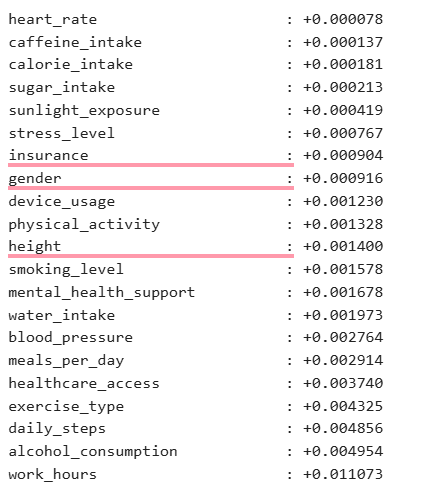 heart_rate : +0.000078
caffeine_intake : +0.000137
calorie_intake : +0.000181
sugar_intake : +0.000213
sunlight_exposure : +0.000419
stress_level : +0.000767
insurance : +0.000904
gender : +0.000916
device_usage : +0.001230
physical_activity : +0.001328
height : +0.001400
smoking_level : +0.001578
mental_health_support : +0.001678
water_intake : +0.001973
blood_pressure : +0.002764
meals_per_day : +0.002914
healthcare_access : +0.003740
exercise_type : +0.004325
daily_steps : +0.004856
alcohol_consumption : +0.004954
work_hours : +0.011073